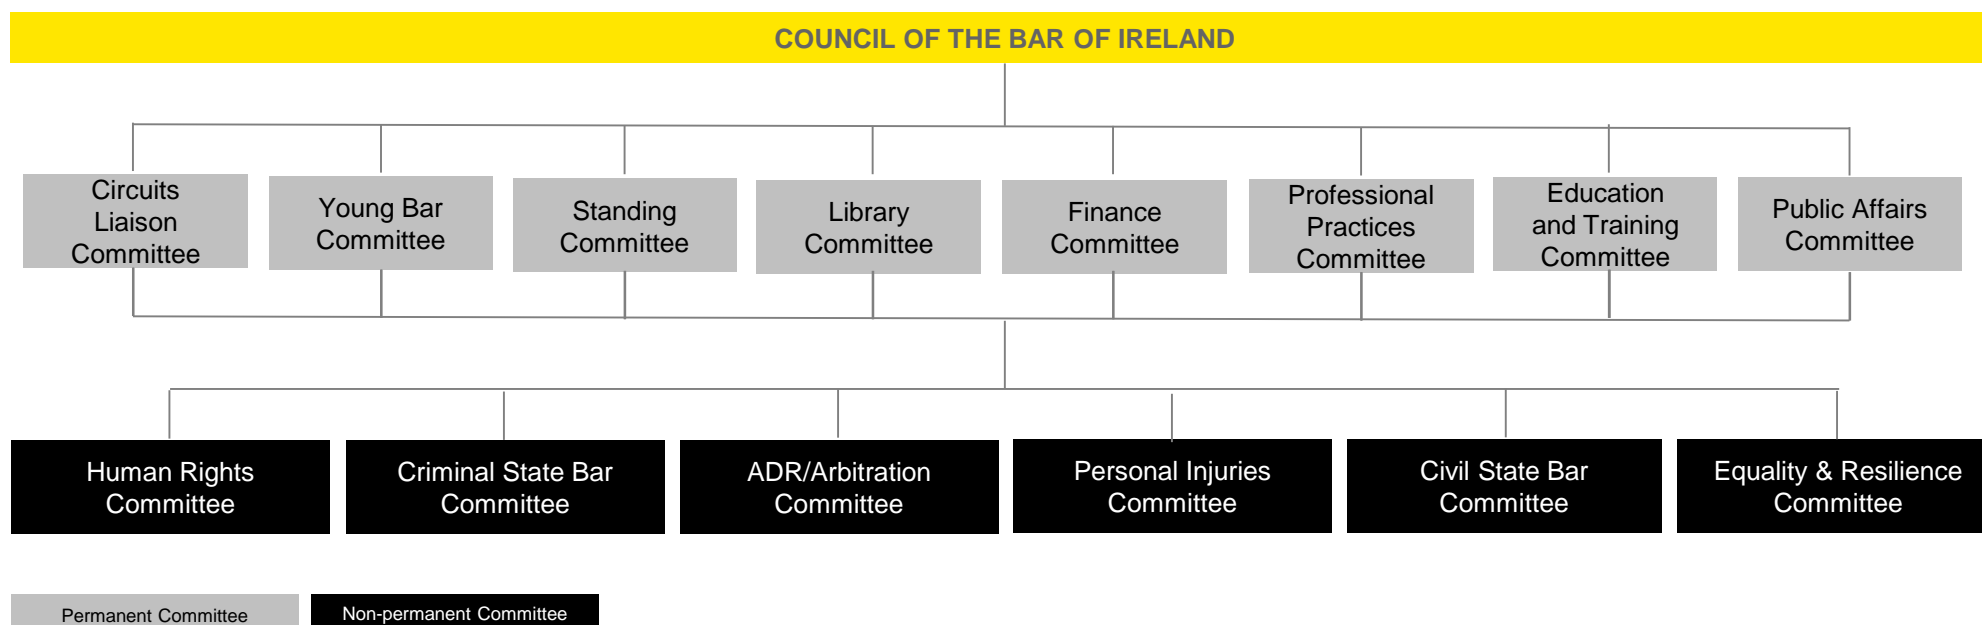 COUNCIL OF THE BAR OF IRELAND
Circuits
Liaison
Committee
Young Bar
Committee
Standing
Committee
Library
Committee
Finance
Committee
Professional
Practices
Committee
Education
and Training
Committee
Public Affairs
Committee
Human Rights
Committee
Criminal State Bar
Committee
ADR/Arbitration
Committee
Personal Injuries
Committee
Civil State Bar
Committee
Equality & Resilience
Committee
Permanent Committee
Non-permanent Committee